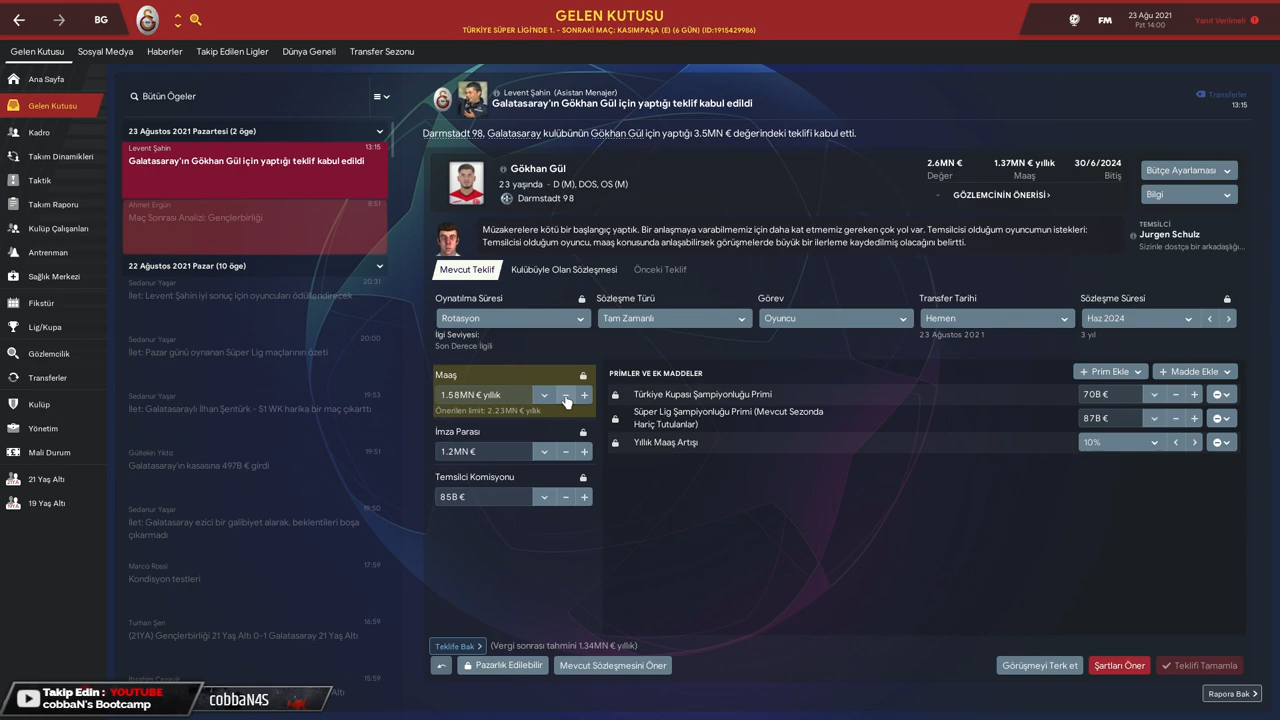 BG
GELEN KUTUSU
TÜRKİYE SÜPER LİGİ'NDE 1. - SONRAKİ MAÇ: KASIMPAŞA (E) (6 GÜN) (ID:1915429986)
FM
23 Ağu 2021
Pzt 14:00
Yanıt Verilmeli
Gelen Kutusu
Sosyal Medya
Haberler
Takip Edilen Ligler
Dünya Geneli
Transfer Sezonu
Ana Sayfa
Gelen Kutusu
Kadro
Takım Dinamikleri
Taktik
Takım Raporu
Kulüp Çalışanları
Antrenman
Sağlık Merkezi
Fikstür
Lig/Kupa
Gözlemcilik
Transferler
Kulüp
Yönetim
Mali Durum
21 Yaş Altı
19 Yaş Altı
Bütün Ögeler
23 Ağustos 2021 Pazartesi (2 öge)
Levent Şahin 13:15
Galatasaray'ın Gökhan Gül için yaptığı teklif kabul edildi
Ahmet Ergün 8:51
Maç Sonrası Analizi: Gençlerbirliği
22 Ağustos 2021 Pazar (10 öge)
Sedanur Yaşar 20:31
İlet: Levent Şahin iyi sonuç için oyuncuları ödüllendirecek
Sedanur Yaşar 20:00
İlet: Pazar günü oynanan Süper Lig maçlarının özeti
Sedanur Yaşar 19:53
İlet: Galatasaraylı İlhan Şentürk - S1 WK harika bir maç çıkarttı
Gültekin Yıldız 19:51
Galatasaray'ın kasasına 497B € girdi
Sedanur Yaşar 19:50
İlet: Galatasaray ezici bir galibiyet alarak, beklentileri boşa
çıkarmadı
Marco Rossi 17:59
Kondisyon testleri
Turhan Şen 16:59
(21YA) Gençlerbirliği 21 Yaş Altı 0-1 Galatasaray 21 Yaş Altı
15:59
Levent Şahin (Asistan Menajer)
Galatasaray'ın Gökhan Gül için yaptığı teklif kabul edildi
Transferler
13:15
Darmstadt 98, Galatasaray kulübünün Gökhan Gül için yaptığı 3.5MN € değerindeki teklifi kabul etti.
Gökhan Gül
23 yaşında - D (M), DOS, OS (M)
Darmstadt 98
2.6MN € 1.37MN € yıllık 30/6/2024
Değer Maaş Bitiş
- GÖZLEMCİNİN ÖNERİSİ ›
Bütçe Ayarlaması
Bilgi
Müzakerelere kötü bir başlangıç yaptık. Bir anlaşmaya varabilmemiz için daha kat etmemiz gereken çok yol var. Temsilcisi olduğum oyuncunun istekleri:
Temsilcisi olduğum oyuncu, maaş konusunda anlaşabilirsek görüşmelerde büyük bir ilerleme kaydedilmiş olacağını belirtti.
TEMSİLCİ
Jurgen Schulz
Sizinle dostça bir arkadaşlığı...
Mevcut Teklif
Kulübüyle Olan Sözleşmesi
Önceki Teklif
Oynatılma Süresi
Sözleşme Türü
Görev
Transfer Tarihi
Sözleşme Süresi
Rotasyon
Tam Zamanlı
Oyuncu
Hemen
Haz 2024
İlgi Seviyesi:
Son Derece İlgili
23 Ağustos 2021
3 yıl
Maaş
1.58MN € yıllık
Önerilen limit: 2.23MN € yıllık
İmza Parası
1.2MN €
Temsilci Komisyonu
85B €
PRİMLER VE EK MADDELER
Prim Ekle
Madde Ekle
Türkiye Kupası Şampiyonluğu Primi 70B €
Süper Lig Şampiyonluğu Primi (Mevcut Sezonda
Hariç Tutulanlar) 87B €
Yıllık Maaş Artışı 10%
Teklife Bak
(Vergi sonrası tahmini 1.34MN € yıllık)
Pazarlık Edilebilir
Mevcut Sözleşmesini Öner
Görüşmeyi Terk et
Şartları Öner
Teklifi Tamamla
Rapora Bak
Takip Edin : YOUTUBE
cobbaN's Bootcamp
cobbaN4S